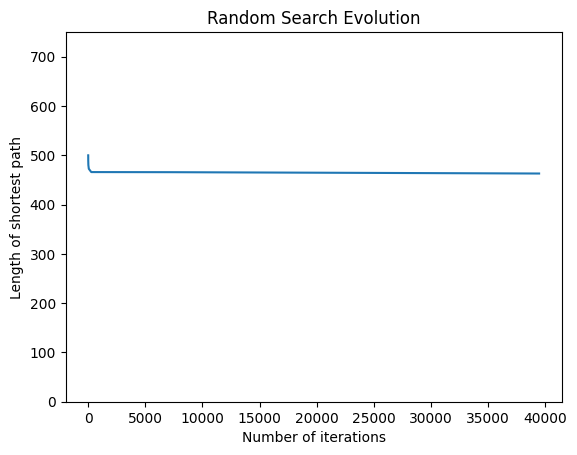 Random Search Evolution
Length of shortest path
700
600
500
400
300
200
100
0
0 5000 10000 15000 20000 25000 30000 35000 40000
Number of iterations